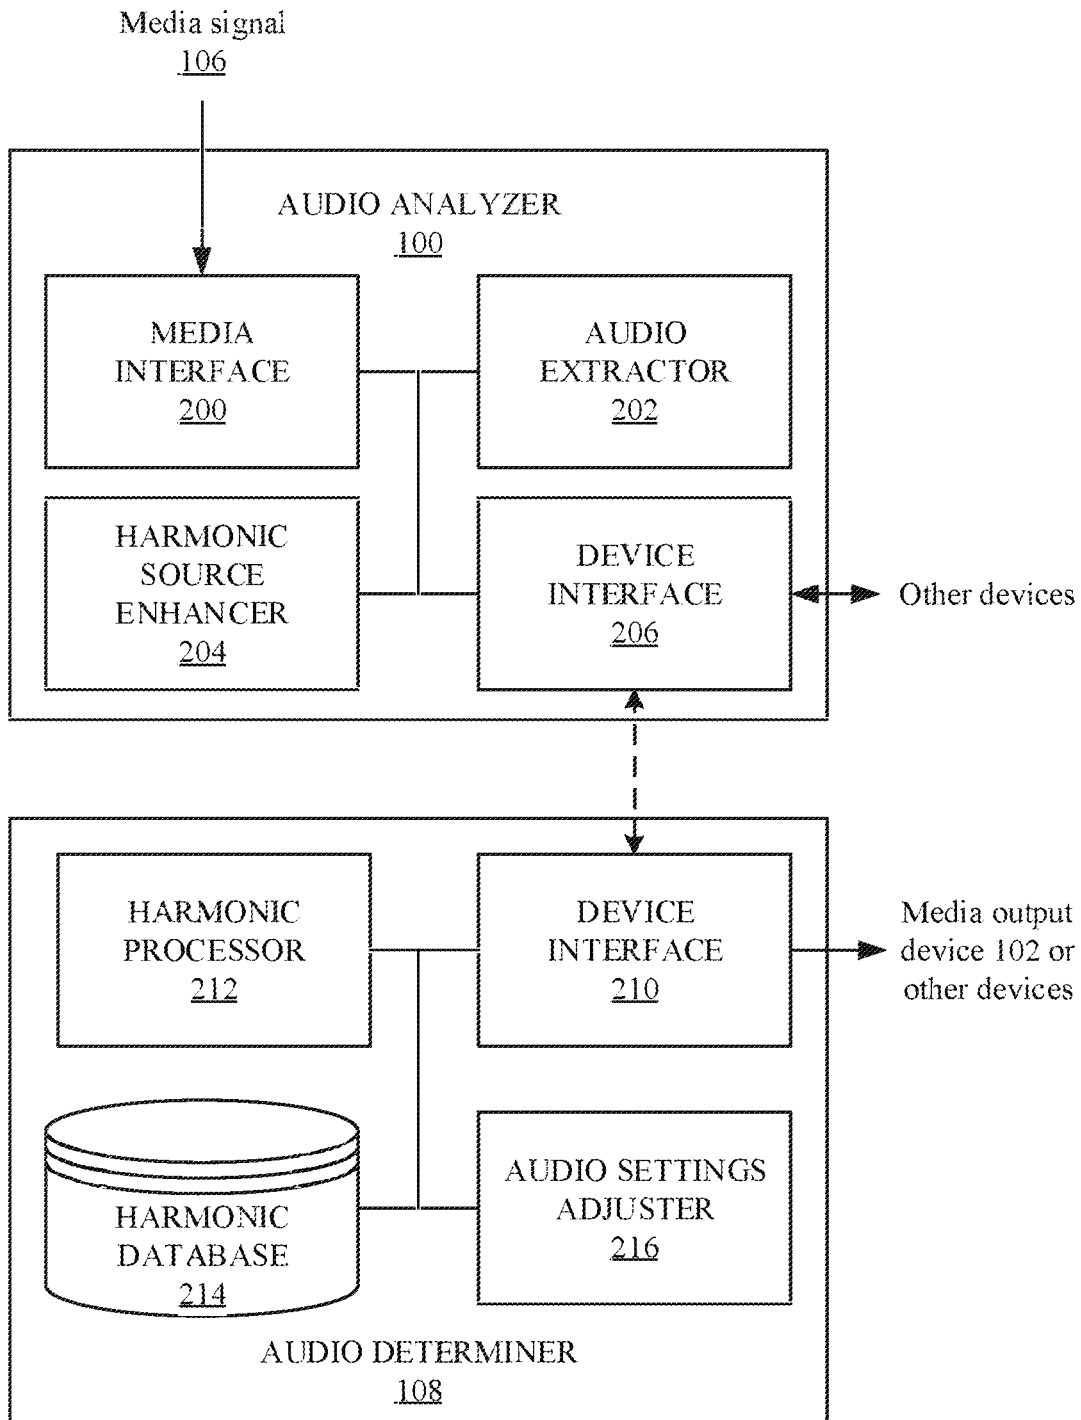 Media signal
106
AUDIO ANALYZER
100
MEDIA
INTERFACE
200
AUDIO
EXTRACTOR
202
HARMONIC
SOURCE
ENHANCER
204
DEVICE
INTERFACE
206
Other devices
HARMONIC
PROCESSOR
212
DEVICE
INTERFACE
210
Media output
device 102 or
other devices
HARMONIC
DATABASE
214
AUDIO SETTINGS
ADJUSTER
216
AUDIO DETERMINER
108